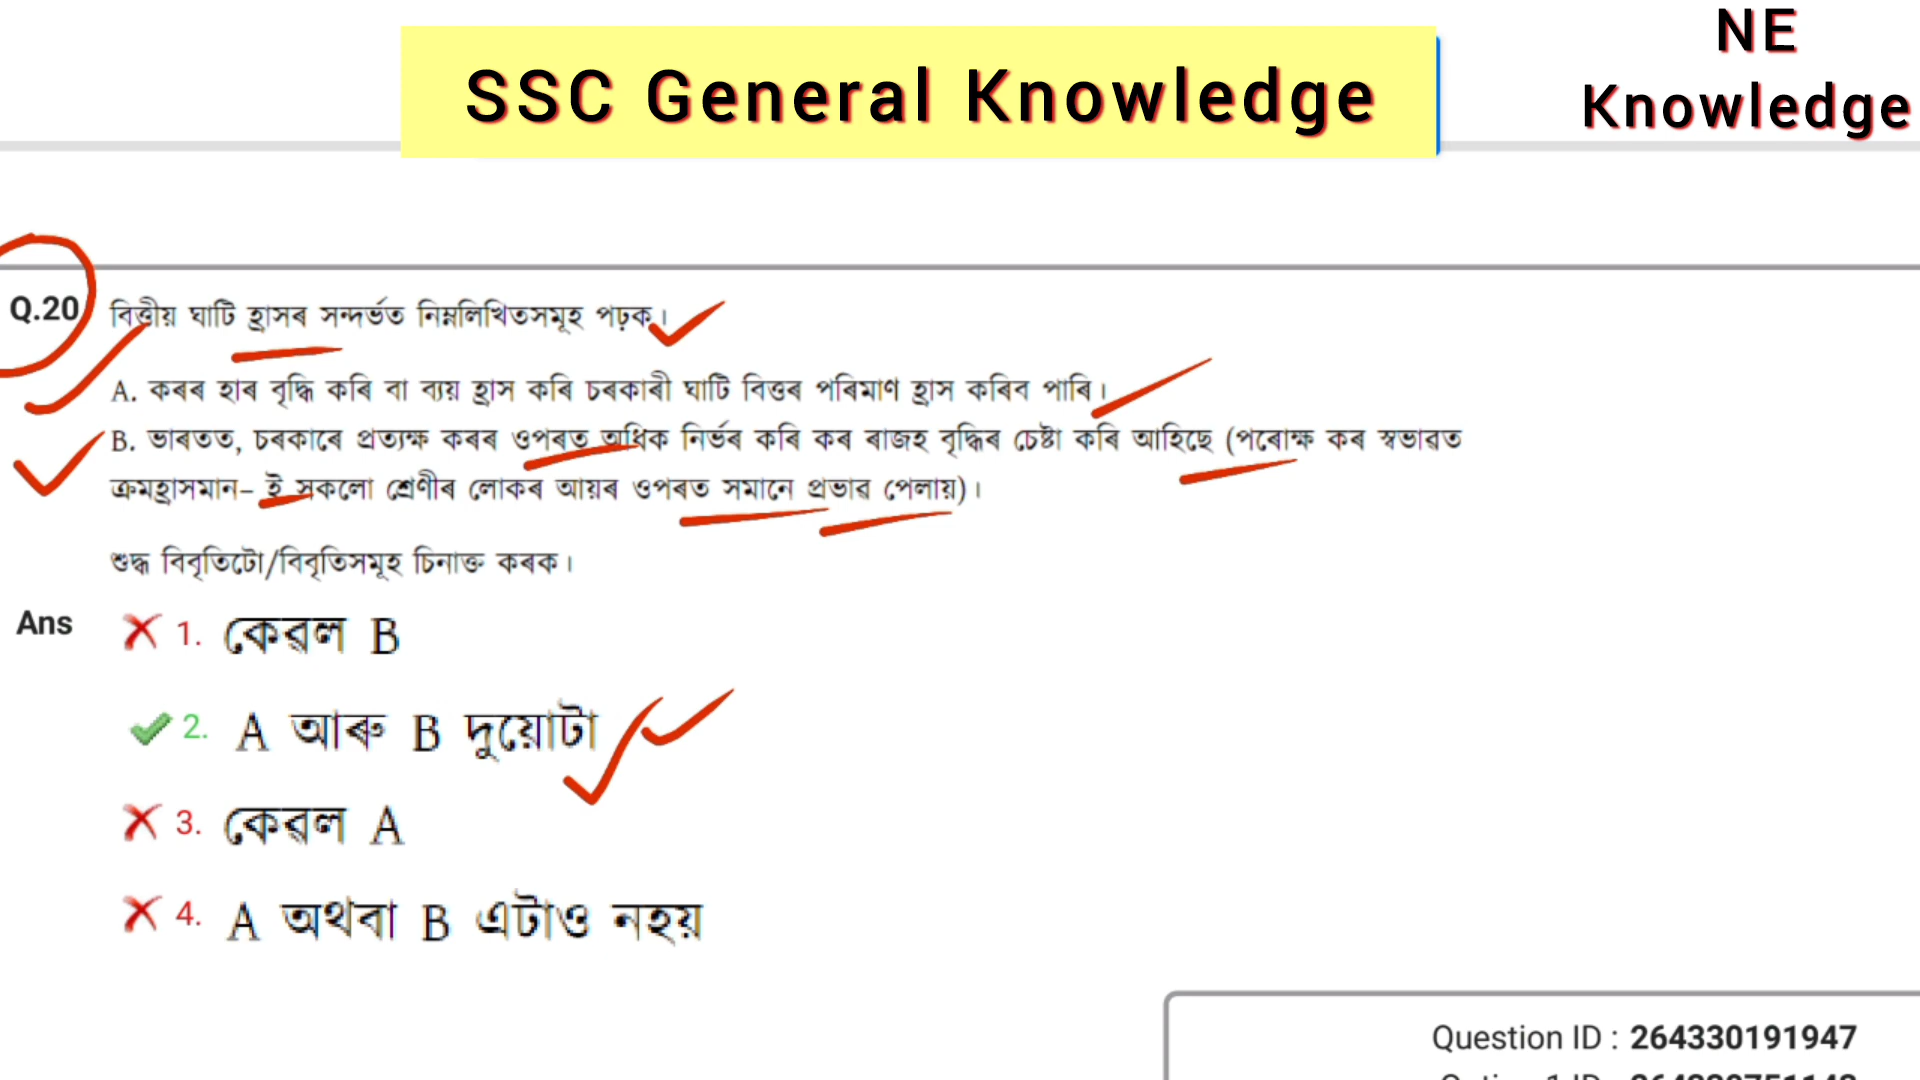 NE
SSC General Knowledge
Knowledge
Q.20 বিত্তীয় ঘাটি হ্ৰাসৰ সন্দৰ্ভত নিম্নলিখিতসমূহ পঢ়ক।
A. কৰৰ হাৰ বৃদ্ধি কৰি বা ব্যয় হ্ৰাস কৰি চৰকাৰী ঘাটি বিত্তৰ পৰিমাণ হ্ৰাস কৰিব পাৰি।
B. ভাৰতত, চৰকাৰে প্ৰত্যক্ষ কৰৰ ওপৰত অধিক নিৰ্ভৰ কৰি কৰ ৰাজহ বৃদ্ধিৰ চেষ্টা কৰি আহিছে (পৰোক্ষ কৰ স্বভাৱত
ক্ৰমহ্ৰাসমান– ই সকলো শ্ৰেণীৰ লোকৰ আয়ৰ ওপৰত সমানে প্ৰভাৱ পেলায়)।
শুদ্ধ বিবৃতিটো/বিবৃতিসমূহ চিনাক্ত কৰক।
Ans 1. কেৱল B
2. A আৰু B দুয়োটা
3. কেৱল A
4. A অথবা B এটাও নহয়
Question ID : 264330191947